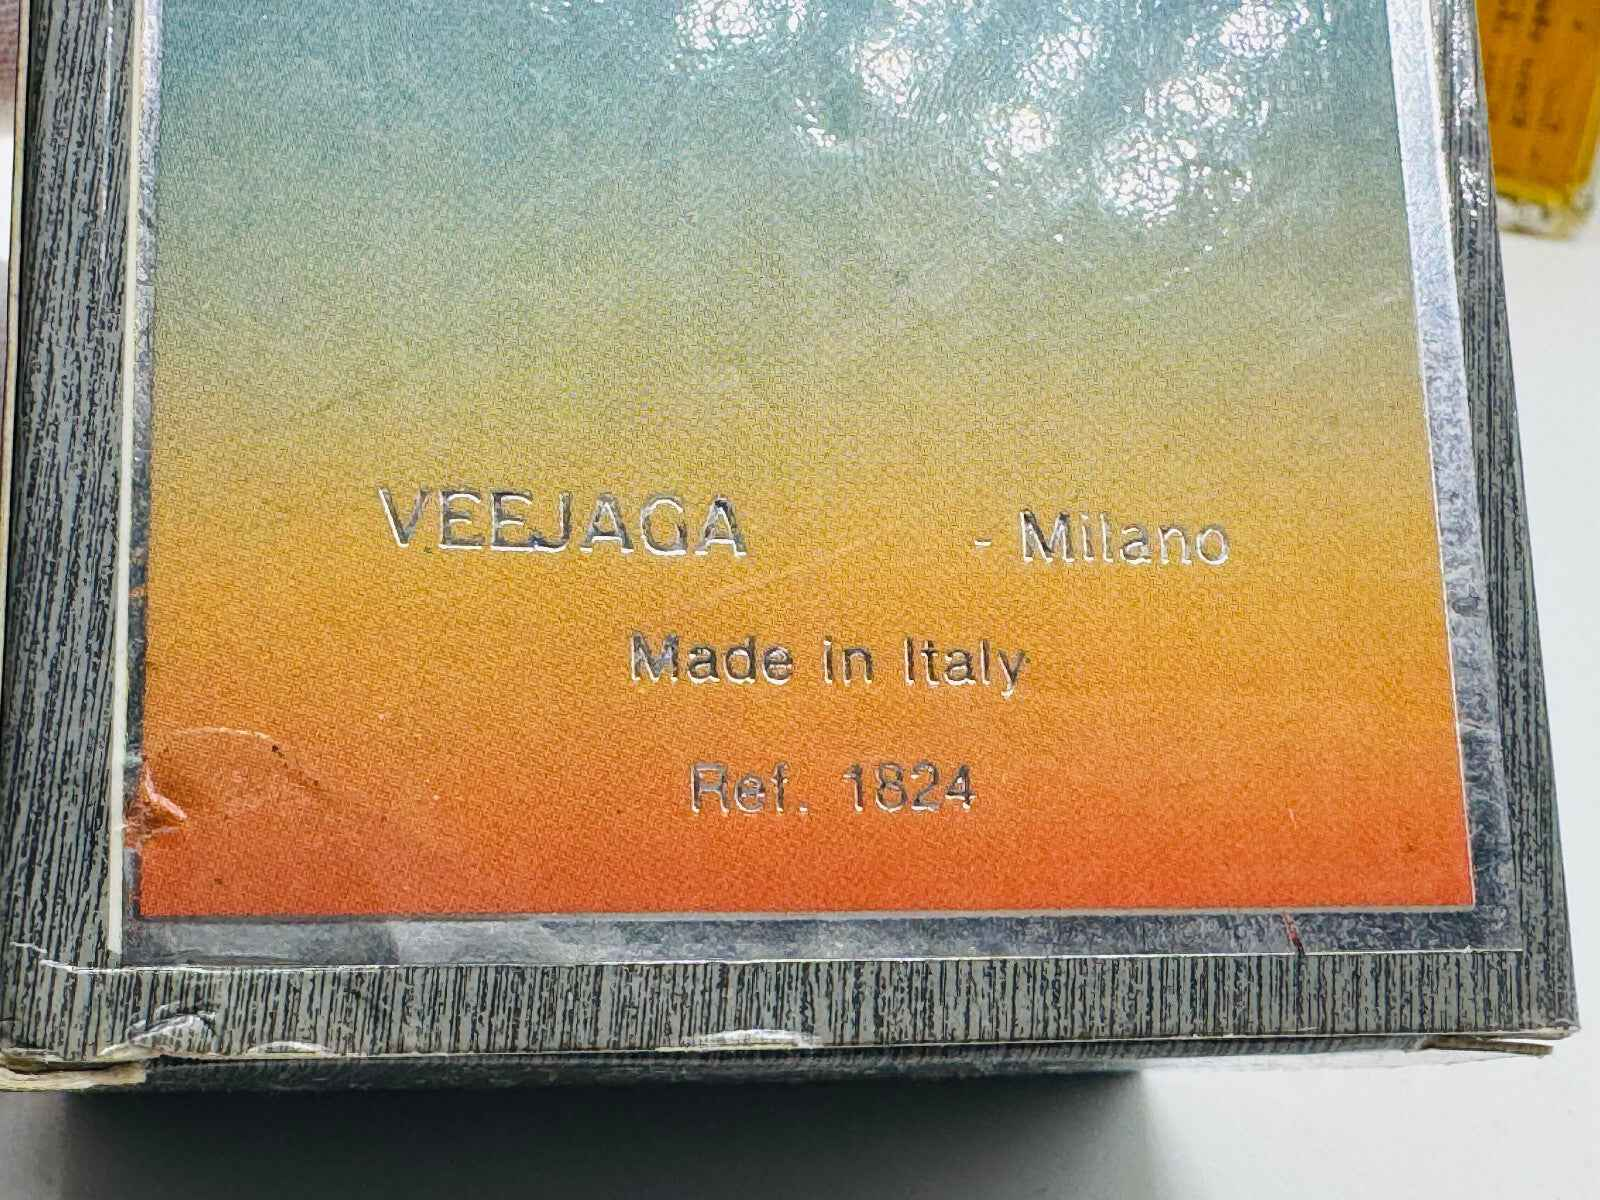 VEEJAGA - Milano
Made in Italy
Ref. 1824